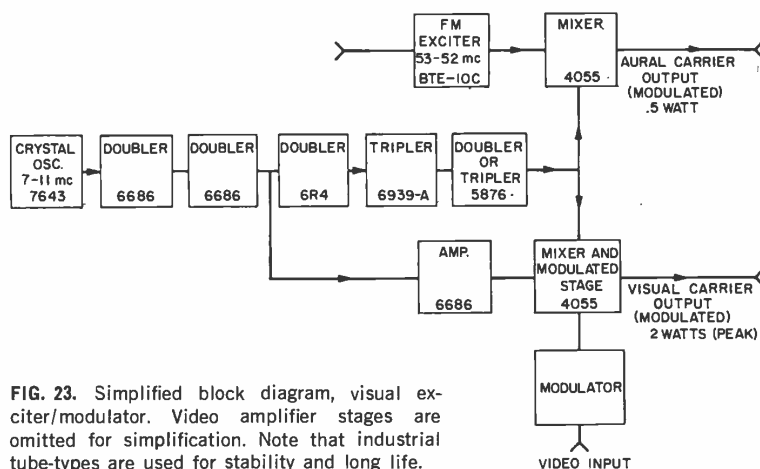 FM
EXCITER
53-52 mc
BTE-10C
MIXER
4055
AURAL CARRIER
OUTPUT
(MODULATED)
.5 WATT
CRYSTAL
OSC.
7-11 mc
7643
DOUBLER
6686
DOUBLER
6686
DOUBLER
6R4
TRIPLER
6939-A
DOUBLER
OR
TRIPLER
5876
AMP.
6686
MIXER AND
MODULATED
STAGE
4055
VISUAL CARRIER
OUTPUT
(MODULATED)
2 WATTS (PEAK)
MODULATOR
VIDEO INPUT
FIG. 23. Simplified block diagram, visual ex-
citer/modulator. Video amplifier stages are
omitted for simplification. Note that industrial
tube-types are used for stability and long life.